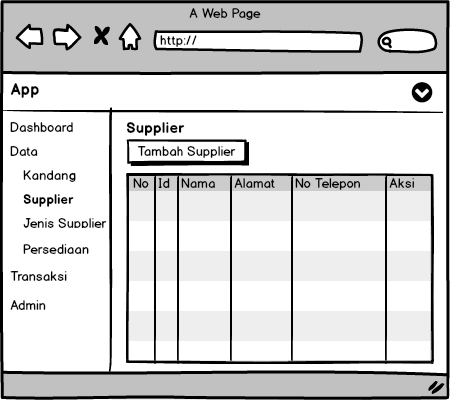 A Web Page
http://
App
Dashboard
Data
Kandang
Supplier
Jenis Supplier
Persediaan
Transaksi
Admin
Supplier
Tambah Supplier
No Id Nama Alamat No Telepon Aksi